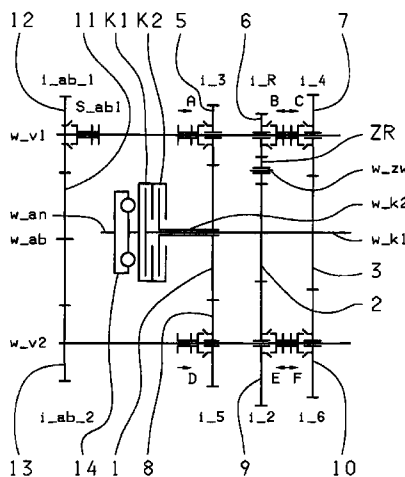 12 11 K1 K2 5 6 7
i_ab_1 i_3 i_R i_4
S_ab1 A B C
w_v1 ZR
w_zw
w_an w_k2
w_ab w_k1
3
2
w_v2
D E F
i_ab_2 i_5 i_2 i_6
13 14 1 8 9 10